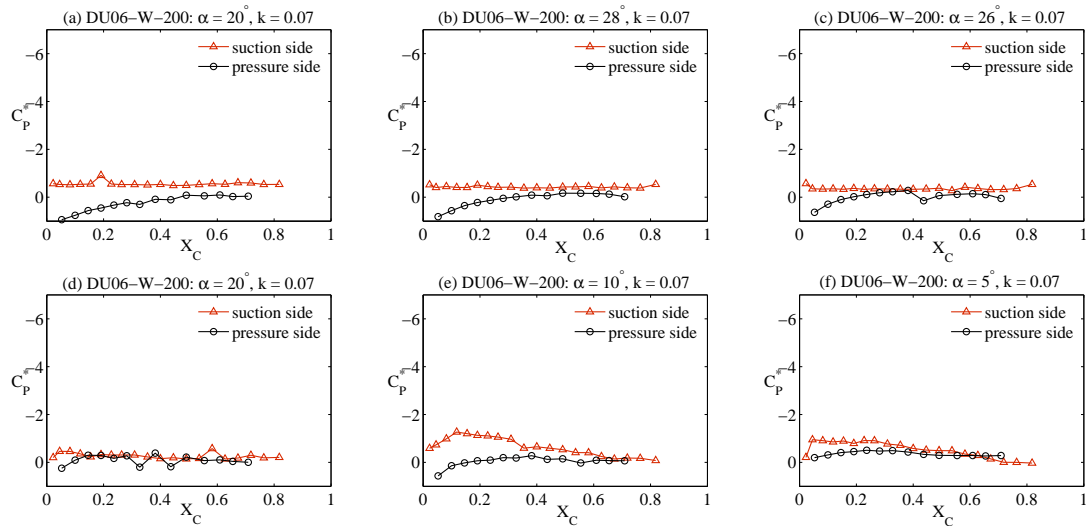 (a) DU06−W−200: α = 20°, k = 0.07
suction side
pressure side
−6
−4
−2
0
C*P
0 0.2 0.4 0.6 0.8 1
XC
(b) DU06−W−200: α = 28°, k = 0.07
suction side
pressure side
−6
−4
−2
0
C*P
0 0.2 0.4 0.6 0.8 1
XC
(c) DU06−W−200: α = 26°, k = 0.07
suction side
pressure side
−6
−4
−2
0
C*P
0 0.2 0.4 0.6 0.8 1
XC
(d) DU06−W−200: α = 20°, k = 0.07
suction side
pressure side
−6
−4
−2
0
C*P
0 0.2 0.4 0.6 0.8 1
XC
(e) DU06−W−200: α = 10°, k = 0.07
suction side
pressure side
−6
−4
−2
0
C*P
0 0.2 0.4 0.6 0.8 1
XC
(f) DU06−W−200: α = 5°, k = 0.07
suction side
pressure side
−6
−4
−2
0
C*P
0 0.2 0.4 0.6 0.8 1
XC